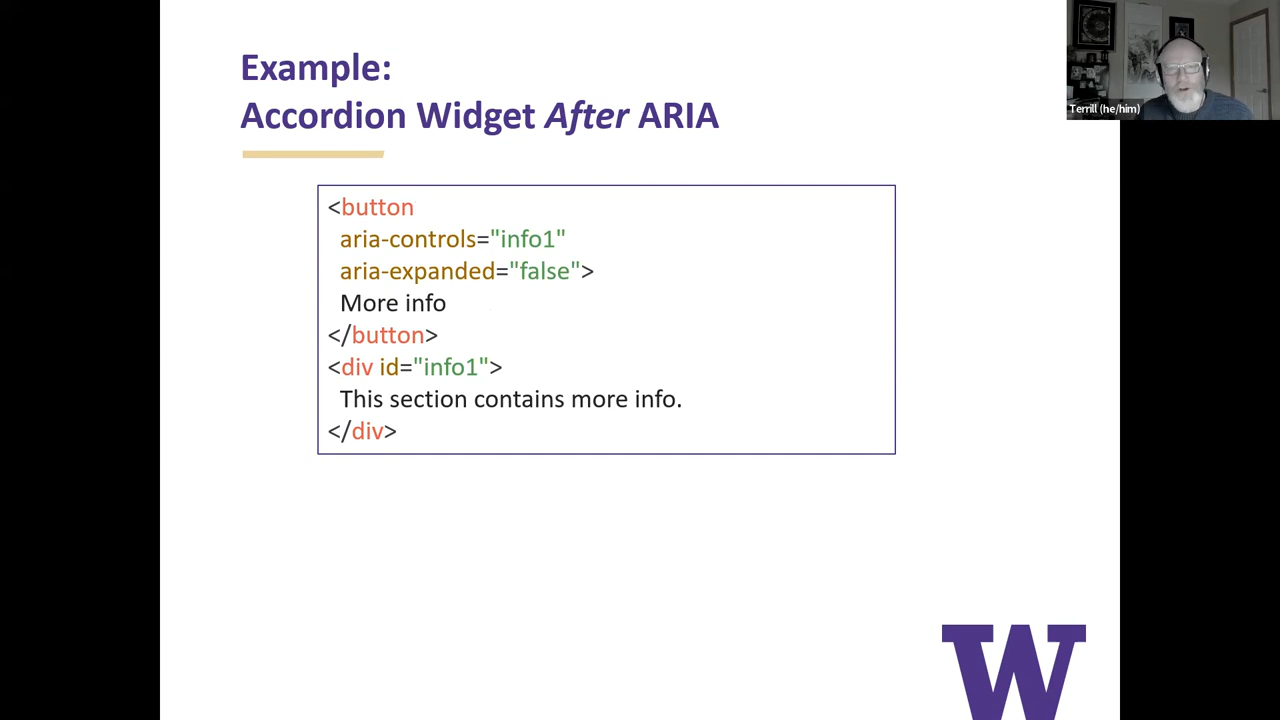 Example:
Accordion Widget After ARIA
Terrill (he/him)
<button
aria-controls="info1"
aria-expanded="false">
More info
</button>
<div id="info1">
This section contains more info.
</div>
W